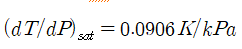 (dT/dP)sat = 0.0906 K/kPa